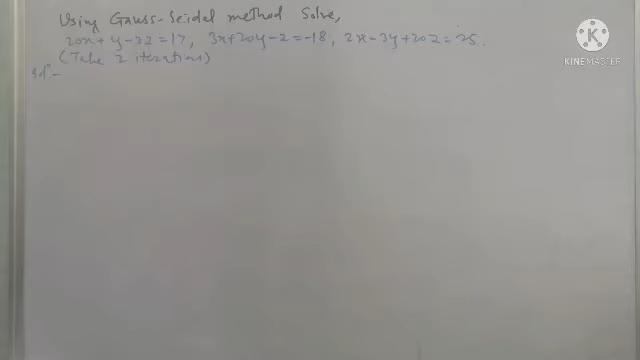 Using Gauss-Seidel method Solve,
20x + y - 2z = 17, 3x + 20y - z = -18, 2x - 3y + 20z = 25.
(Take 2 iterations)
Solⁿ -
K
KINEMASTER